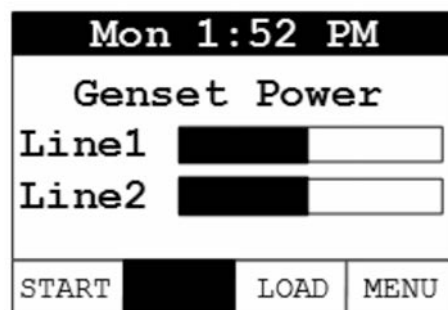 Mon 1:52 PM
Genset Power
Line1
Line2
START LOAD MENU